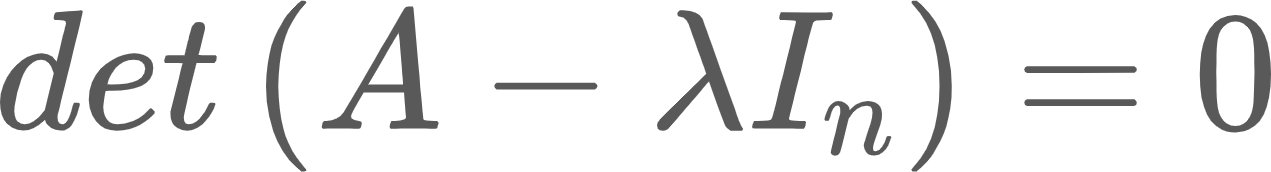 det (A − λIₙ) = 0